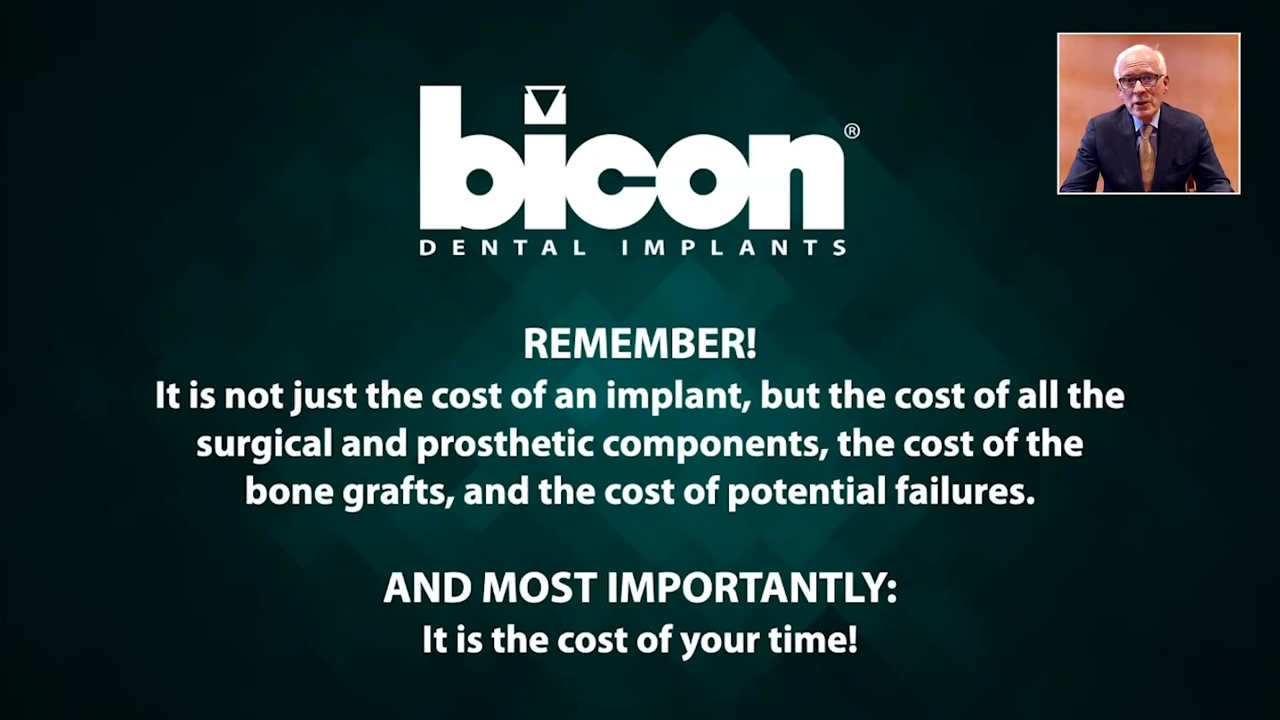 bicon®
DENTAL IMPLANTS
REMEMBER!
It is not just the cost of an implant, but the cost of all the
surgical and prosthetic components, the cost of the
bone grafts, and the cost of potential failures.
AND MOST IMPORTANTLY:
It is the cost of your time!